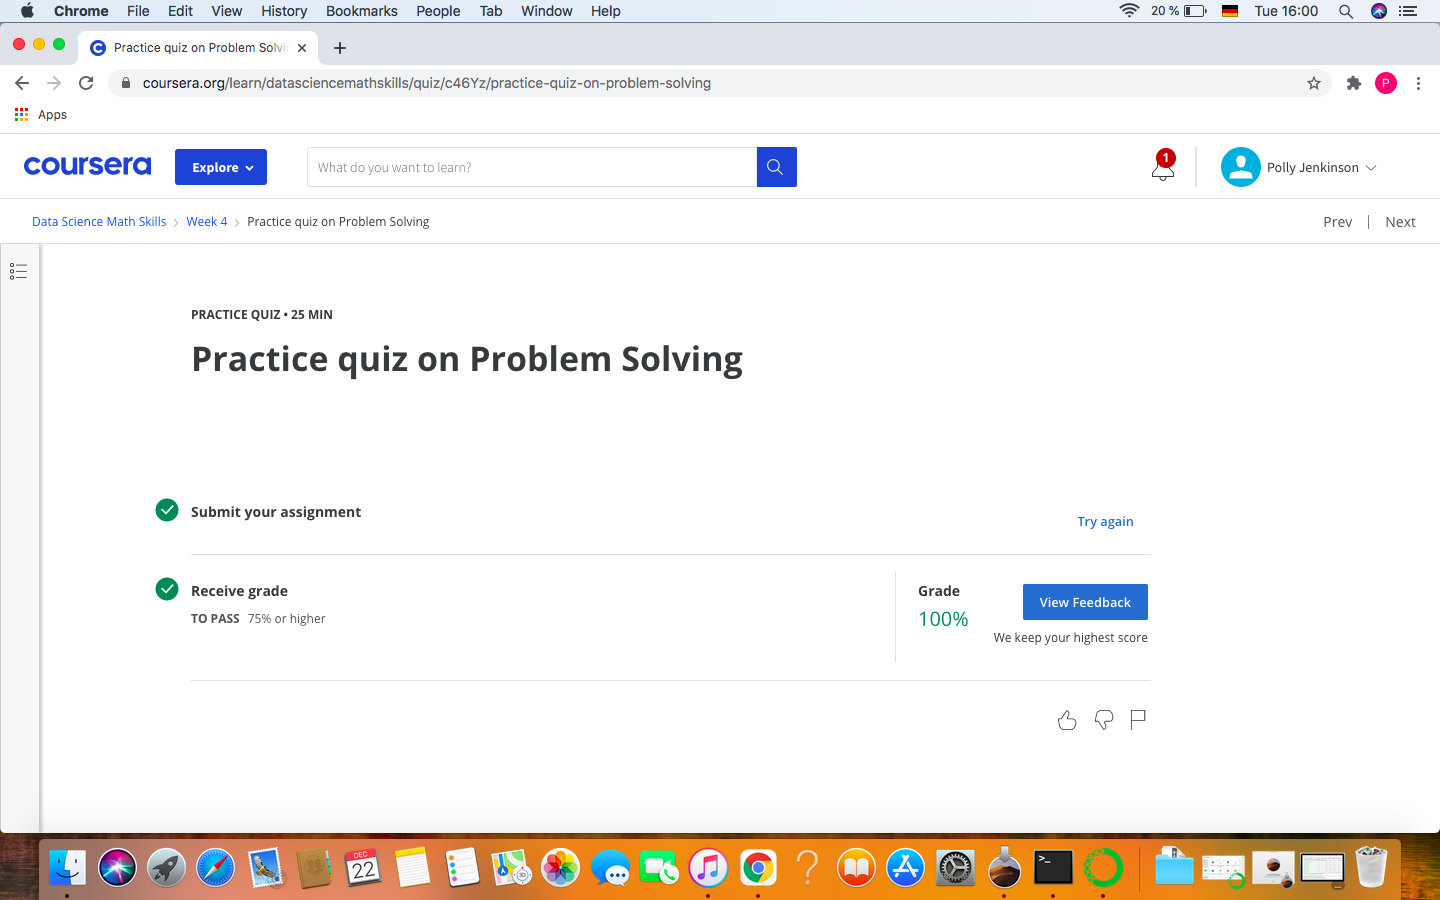 Chrome File Edit View History Bookmarks People Tab Window Help 20 % Tue 16:00
Practice quiz on Problem Solvi
coursera.org/learn/datasciencemathskills/quiz/c46Yz/practice-quiz-on-problem-solving P
Apps
coursera Explore What do you want to learn? 1 Polly Jenkinson
Data Science Math Skills Week 4 Practice quiz on Problem Solving Prev Next
PRACTICE QUIZ • 25 MIN
Practice quiz on Problem Solving
Submit your assignment
Try again
Receive grade Grade
View Feedback
TO PASS 75% or higher 100%
We keep your highest score
DEC
22